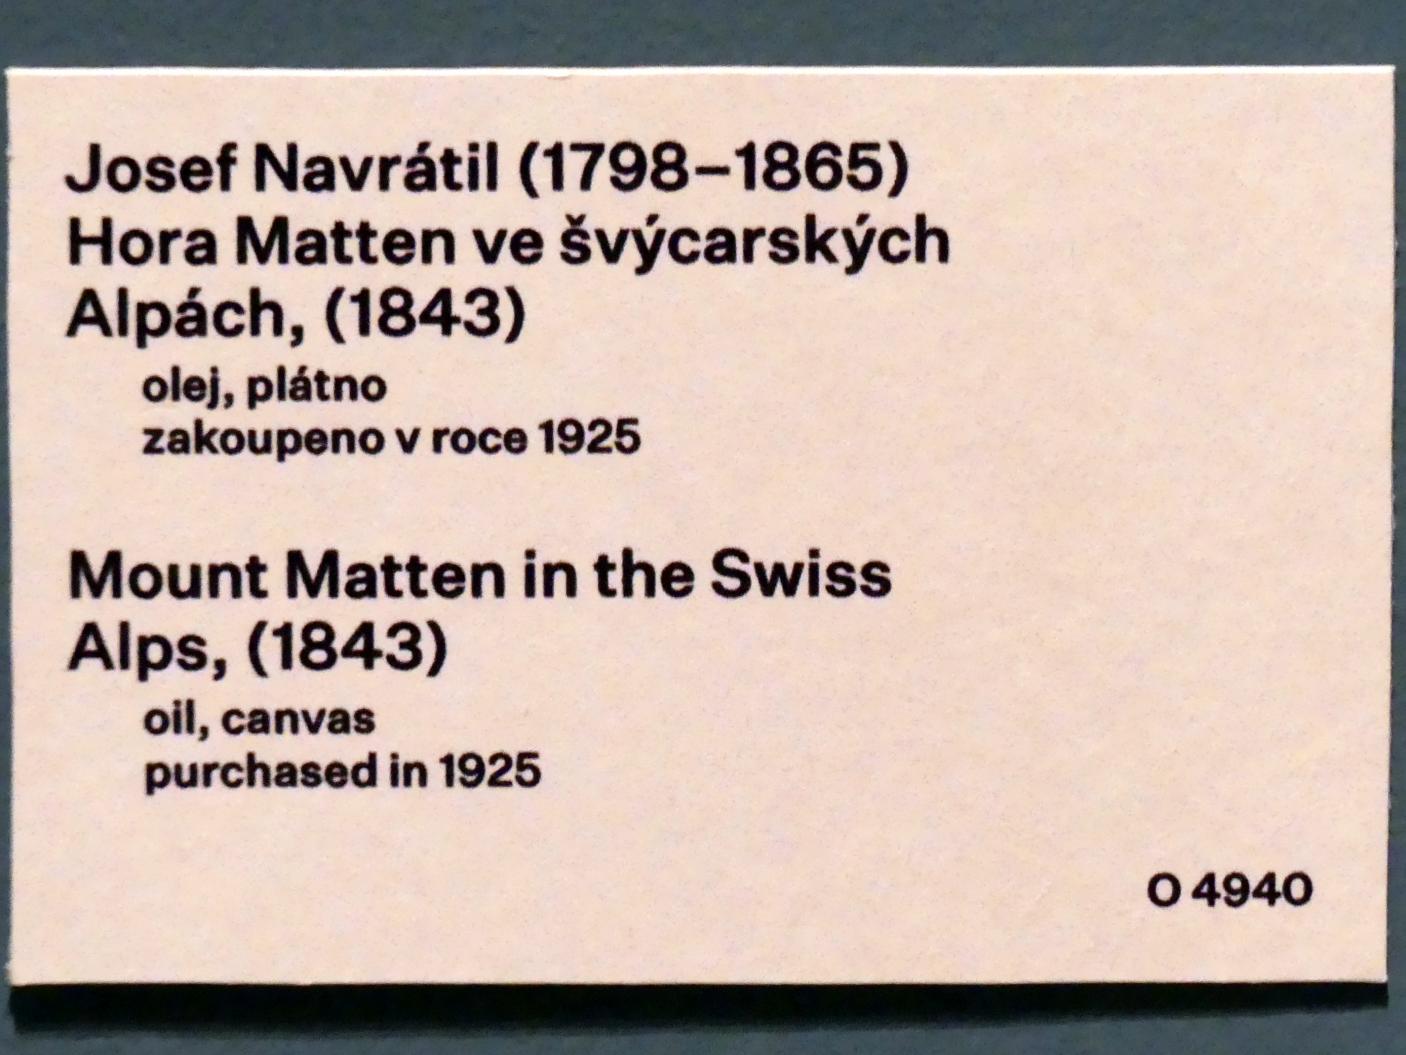 Josef Navrátil (1798–1865)
Hora Matten ve švýcarských
Alpách, (1843)
olej, plátno
zakoupeno v roce 1925
Mount Matten in the Swiss
Alps, (1843)
oil, canvas
purchased in 1925
O 4940